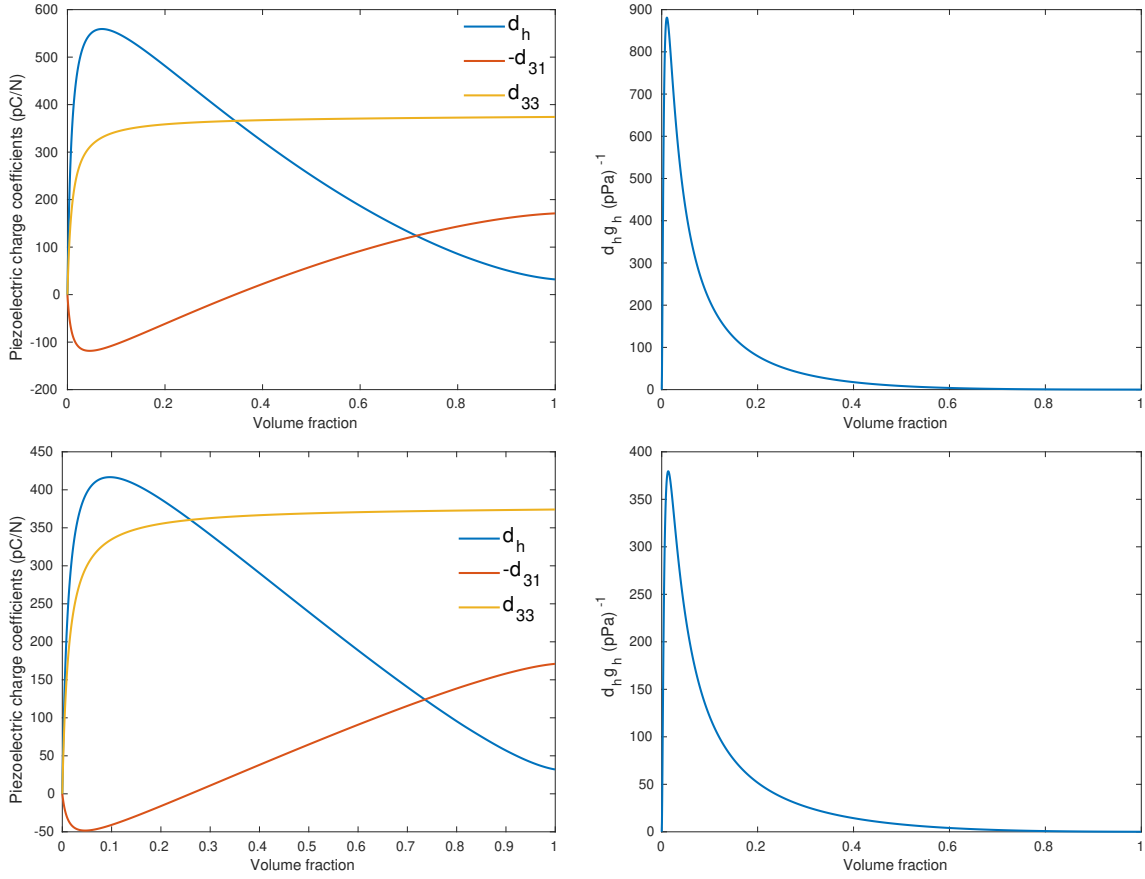 600
500
400
300
200
100
0
-100
-200
Piezoelectric charge coefficients (pC/N)
d_h
-d_31
d_33
0 0.2 0.4 0.6 0.8 1
Volume fraction
900
800
700
600
500
400
300
200
100
0
d_h g_h (pPa)^-1
0 0.2 0.4 0.6 0.8 1
Volume fraction
450
400
350
300
250
200
150
100
50
0
-50
Piezoelectric charge coefficients (pC/N)
d_h
-d_31
d_33
0 0.1 0.2 0.3 0.4 0.5 0.6 0.7 0.8 0.9 1
Volume fraction
400
350
300
250
200
150
100
50
0
d_h g_h (pPa)^-1
0 0.2 0.4 0.6 0.8 1
Volume fraction